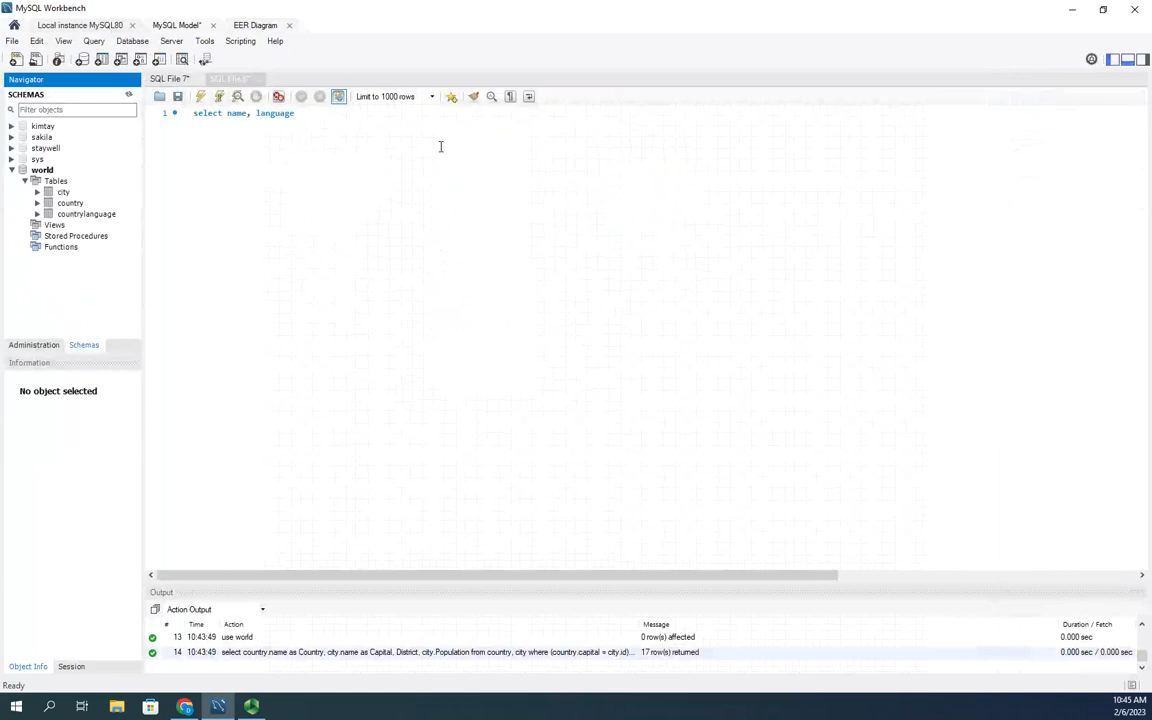 MySQL Workbench
Local instance MySQL80
MySQL Model*
EER Diagram
File Edit View Query Database Server Tools Scripting Help
Navigator
SQL File 7*
SCHEMAS
Limit to 1000 rows
Filter objects
1 select name, language
kimtay
sakila
staywell
sys
world
Tables
city
country
countrylanguage
Views
Stored Procedures
Functions
Administration Schemas
Information
No object selected
Output
Action Output
# Time Action Message Duration / Fetch
13 10:43:49 use world 0 row(s) affected 0.000 sec
14 10:43:49 select country.name as Country, city.name as Capital, District, city.Population from country, city where (country.capital = city.id)... 17 row(s) returned 0.000 sec / 0.000 sec
Object Info Session
Ready
10:45 AM
2/6/2023